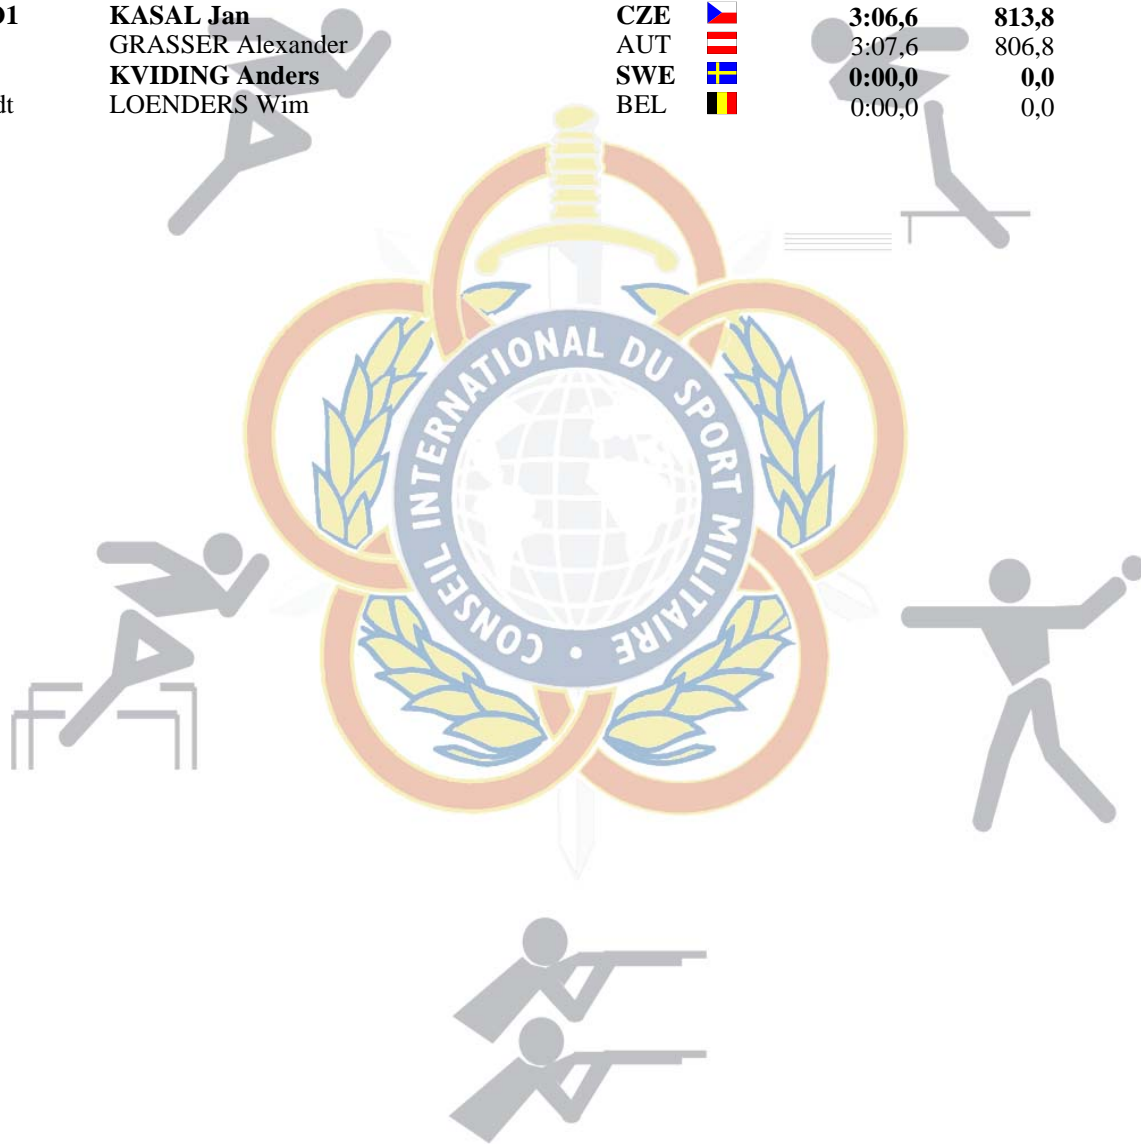 KASAL Jan CZE 3:06,6 813,8
GRASSER Alexander AUT 3:07,6 806,8
KVIDING Anders SWE 0:00,0 0,0
LOENDERS Wim BEL 0:00,0 0,0
CONSEIL INTERNATIONAL DU SPORT MILITAIRE •